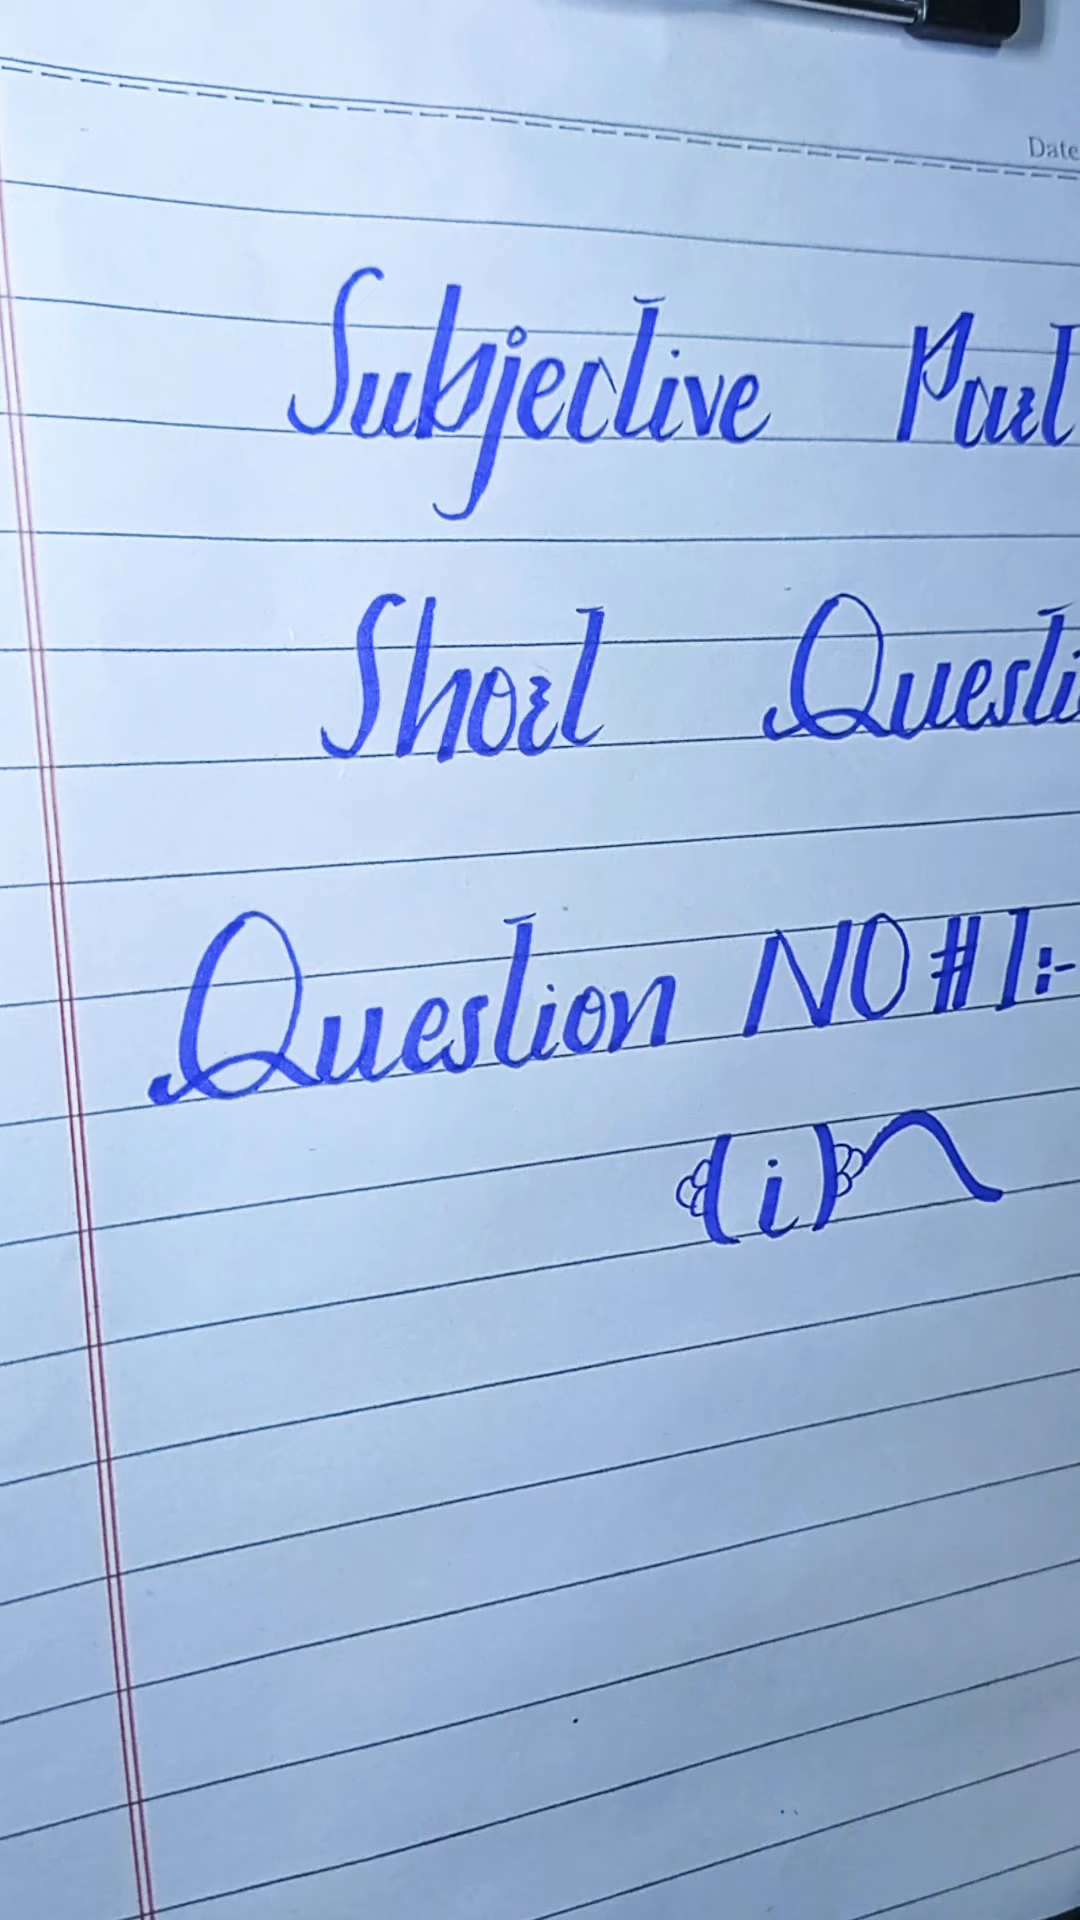 Date
Subjective Part
Short Questi
Question NO # 1:-
(i)